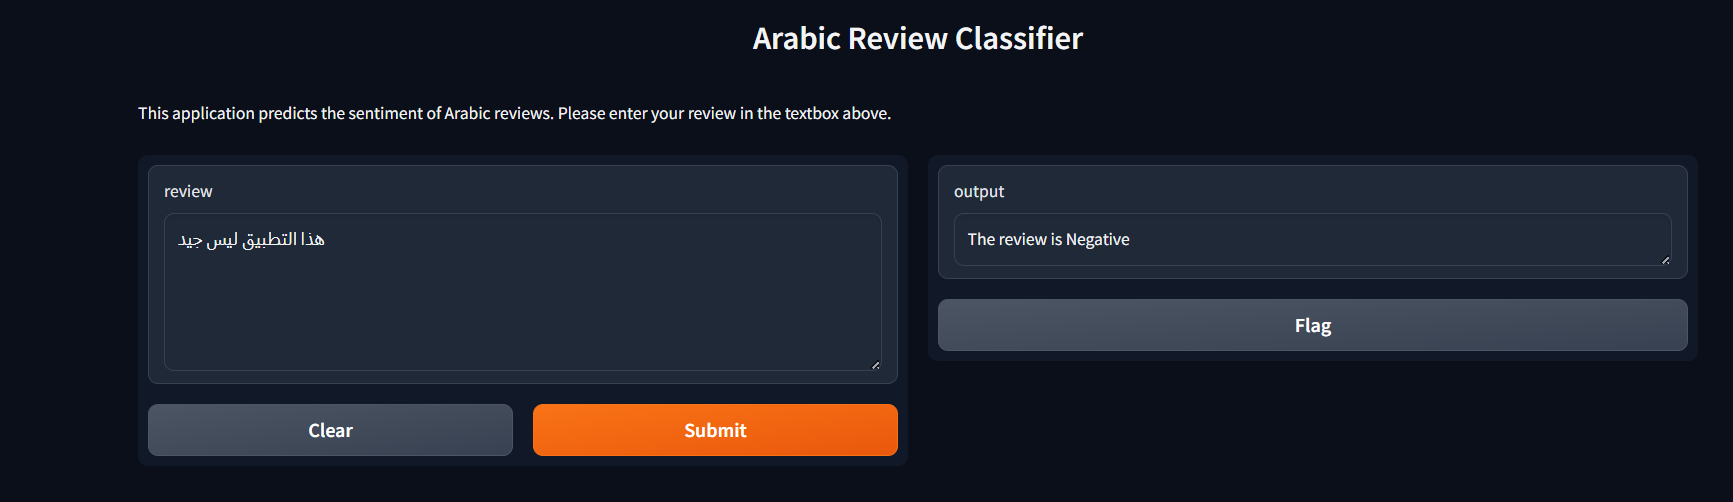 Arabic Review Classifier
This application predicts the sentiment of Arabic reviews. Please enter your review in the textbox above.
review
هذا التطبيق ليس جيد
Clear
Submit
output
The review is Negative
Flag